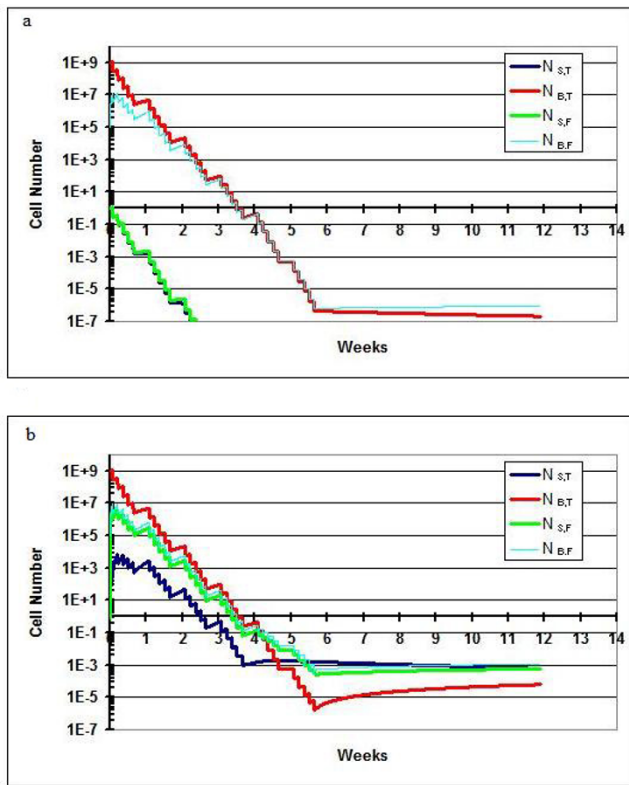 a
1E+9
1E+7
1E+5
1E+3
1E+1
1E-1
1E-3
1E-5
1E-7
Cell Number
1 2 3 4 5 6 7 8 9 10 11 12 13 14
Weeks
N S,T
N B,T
N S,F
N B,F
b
1E+9
1E+7
1E+5
1E+3
1E+1
1E-1
1E-3
1E-5
1E-7
Cell Number
1 2 3 4 5 6 7 8 9 10 11 12 13 14
Weeks
N S,T
N B,T
N S,F
N B,F